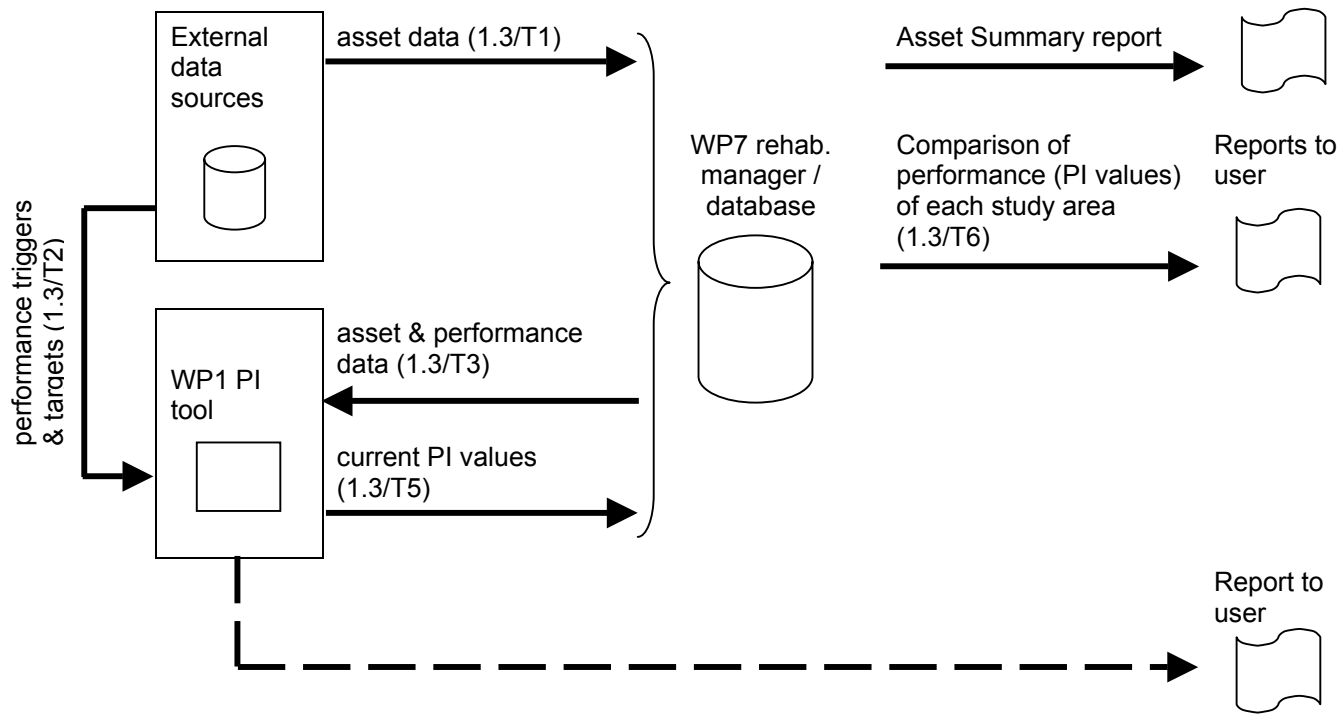 External
data
sources
asset data (1.3/T1)
Asset Summary report
WP7 rehab.
manager /
database
Comparison of
performance (PI values)
of each study area
(1.3/T6)
Reports to
user
performance triggers
& targets (1.3/T2)
asset & performance
data (1.3/T3)
WP1 PI
tool
current PI values
(1.3/T5)
Report to
user